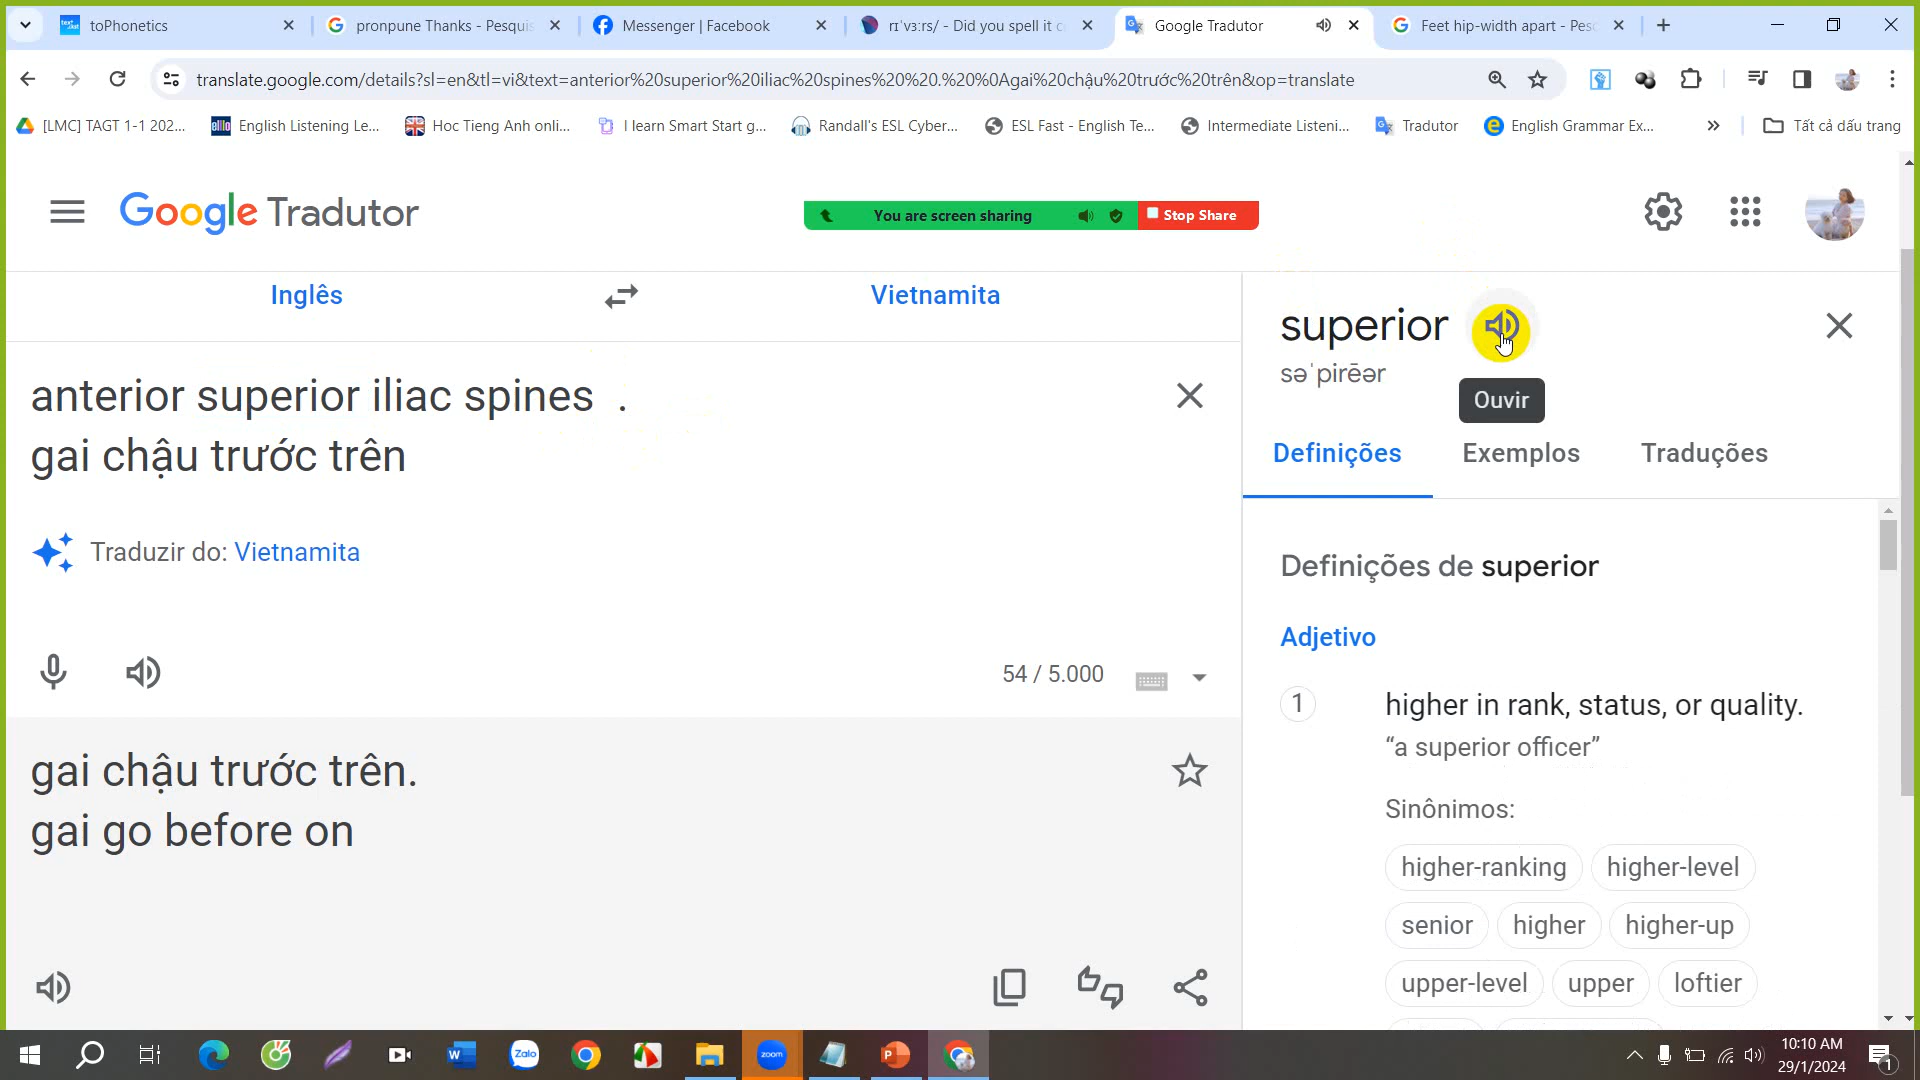 toPhonetics
pronpune Thanks - Pesquis
Messenger | Facebook
rɪˈvɜːrs/ - Did you spell it c
Google Tradutor
Feet hip-width apart - Pesq
translate.google.com/details?sl=en&tl=vi&text=anterior%20superior%20iliac%20spines%20%20.%20%0Agai%20chậu%20trước%20trên&op=translate
[LMC] TAGT 1-1 202...
English Listening Le...
Hoc Tieng Anh onli...
I learn Smart Start g...
Randall's ESL Cyber...
ESL Fast - English Te...
Intermediate Listeni...
Tradutor
English Grammar Ex...
Tất cả dấu trang
Google Tradutor
You are screen sharing
Stop Share
Inglês
Vietnamita
anterior superior iliac spines  .
gai chậu trước trên
Traduzir do: Vietnamita
54 / 5.000
gai chậu trước trên.
gai go before on
superior
səˈpirēər
Ouvir
Definições
Exemplos
Traduções
Definições de superior
Adjetivo
1
higher in rank, status, or quality.
“a superior officer”
Sinônimos:
higher-ranking
higher-level
senior
higher
higher-up
upper-level
upper
loftier
Zalo
zoom
10:10 AM
29/1/2024
1